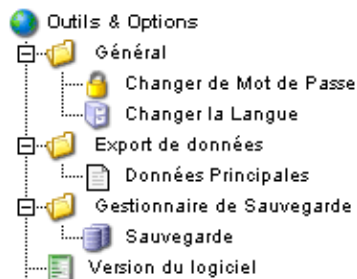 Outils & Options
Général
Changer de Mot de Passe
Changer la Langue
Export de données
Données Principales
Gestionnaire de Sauvegarde
Sauvegarde
Version du logiciel